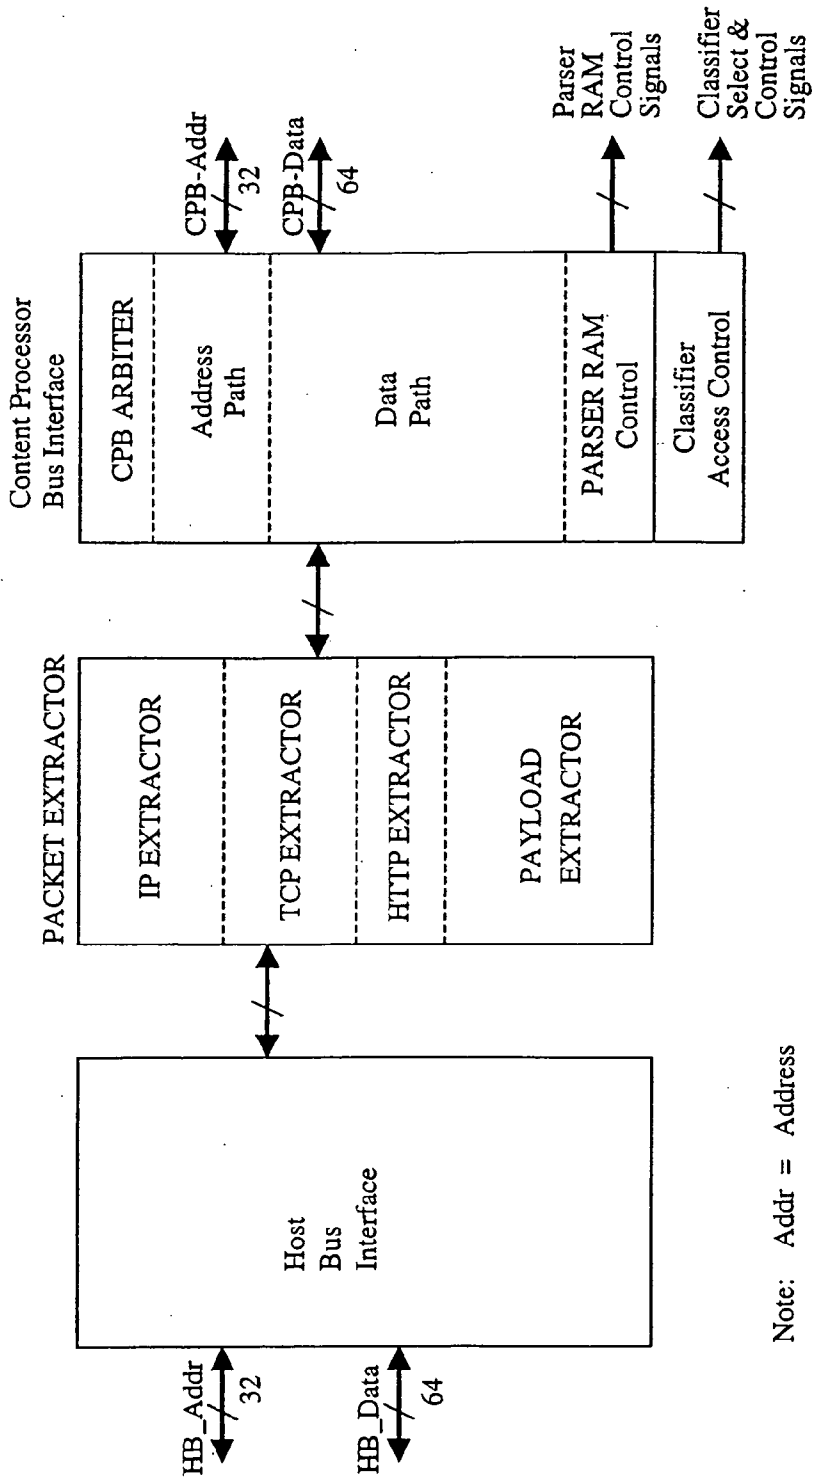 HB_Addr
32
HB_Data
64
Host
Bus
Interface
PACKET EXTRACTOR
IP EXTRACTOR
TCP EXTRACTOR
HTTP EXTRACTOR
PAYLOAD
EXTRACTOR
Content Processor
Bus Interface
CPB ARBITER
Address
Path
Data
Path
PARSER RAM
Control
Classifier
Access Control
CPB-Addr
32
CPB-Data
64
Parser
RAM
Control
Signals
Classifier
Select &
Control
Signals
Note: Addr = Address